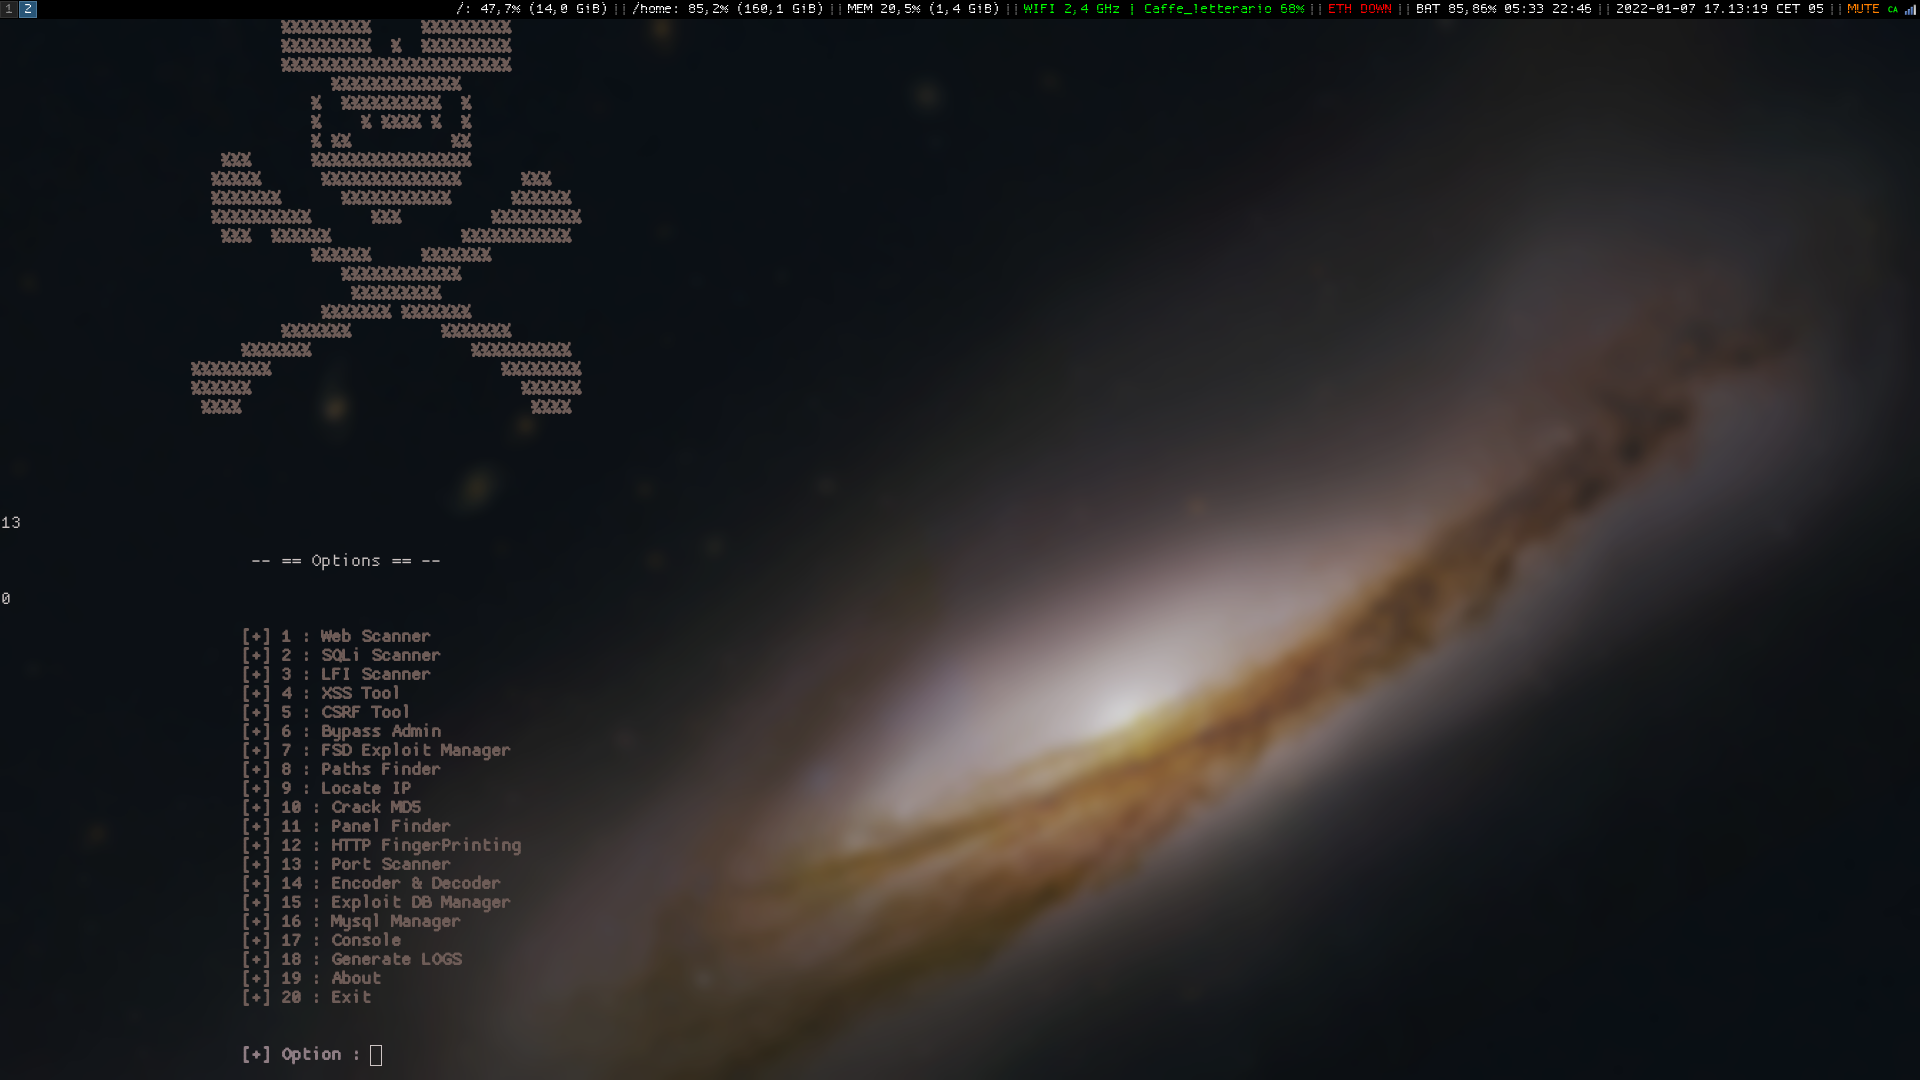 1 2 /: 47,7% (14,0 GiB) || /home: 85,2% (160,1 GiB) || MEM 20,5% (1,4 GiB) || WIFI 2,4 GHz | Caffe_letterario 68% || ETH DOWN || BAT 85,86% 05:33 22:46 || 2022-01-07 17.13:19 CET 05 || MUTE CA
13
-- == Options == --
0
[+] 1 : Web Scanner
[+] 2 : SQLi Scanner
[+] 3 : LFI Scanner
[+] 4 : XSS Tool
[+] 5 : CSRF Tool
[+] 6 : Bypass Admin
[+] 7 : FSD Exploit Manager
[+] 8 : Paths Finder
[+] 9 : Locate IP
[+] 10 : Crack MD5
[+] 11 : Panel Finder
[+] 12 : HTTP FingerPrinting
[+] 13 : Port Scanner
[+] 14 : Encoder & Decoder
[+] 15 : Exploit DB Manager
[+] 16 : Mysql Manager
[+] 17 : Console
[+] 18 : Generate LOGS
[+] 19 : About
[+] 20 : Exit
[+] Option :